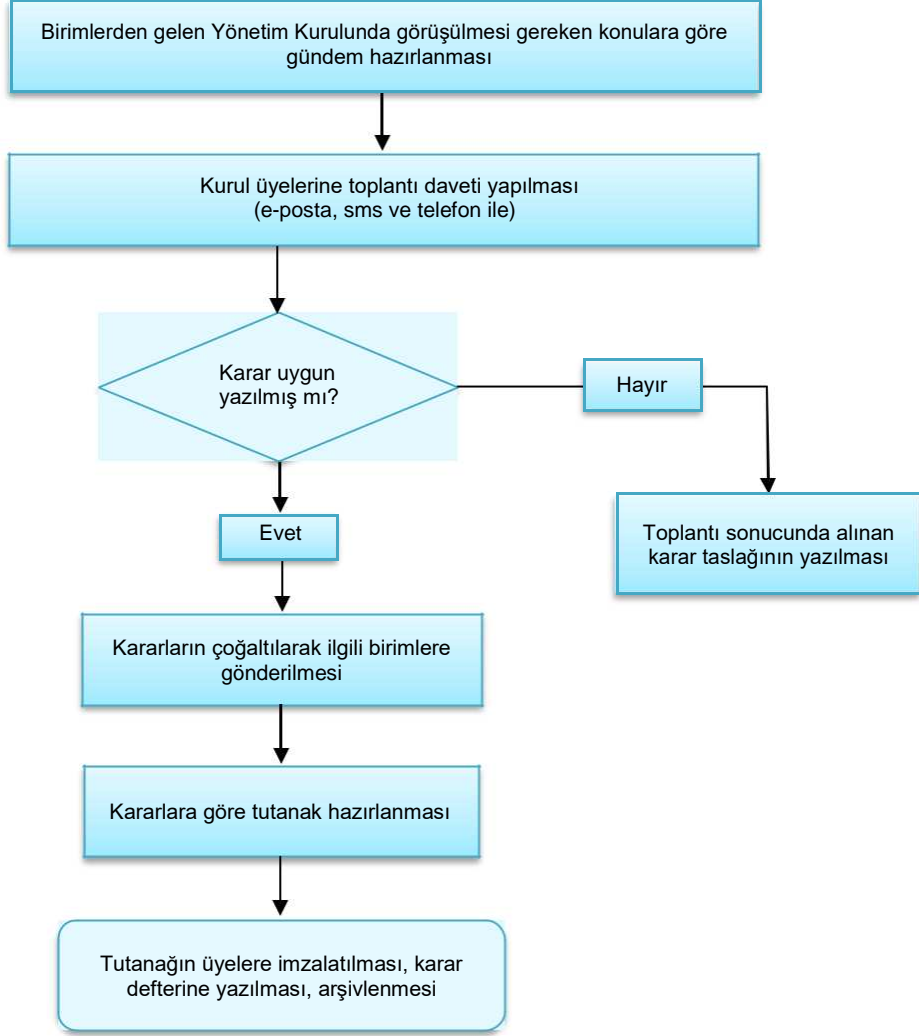 Birimlerden gelen Yönetim Kurulunda görüşülmesi gereken konulara göre
gündem hazırlanması
Kurul üyelerine toplantı daveti yapılması
(e-posta, sms ve telefon ile)
Karar uygun
yazılmış mı?
Hayır
Evet
Toplantı sonucunda alınan
karar taslağının yazılması
Kararların çoğaltılarak ilgili birimlere
gönderilmesi
Kararlara göre tutanak hazırlanması
Tutanağın üyelere imzalatılması, karar
defterine yazılması, arşivlenmesi